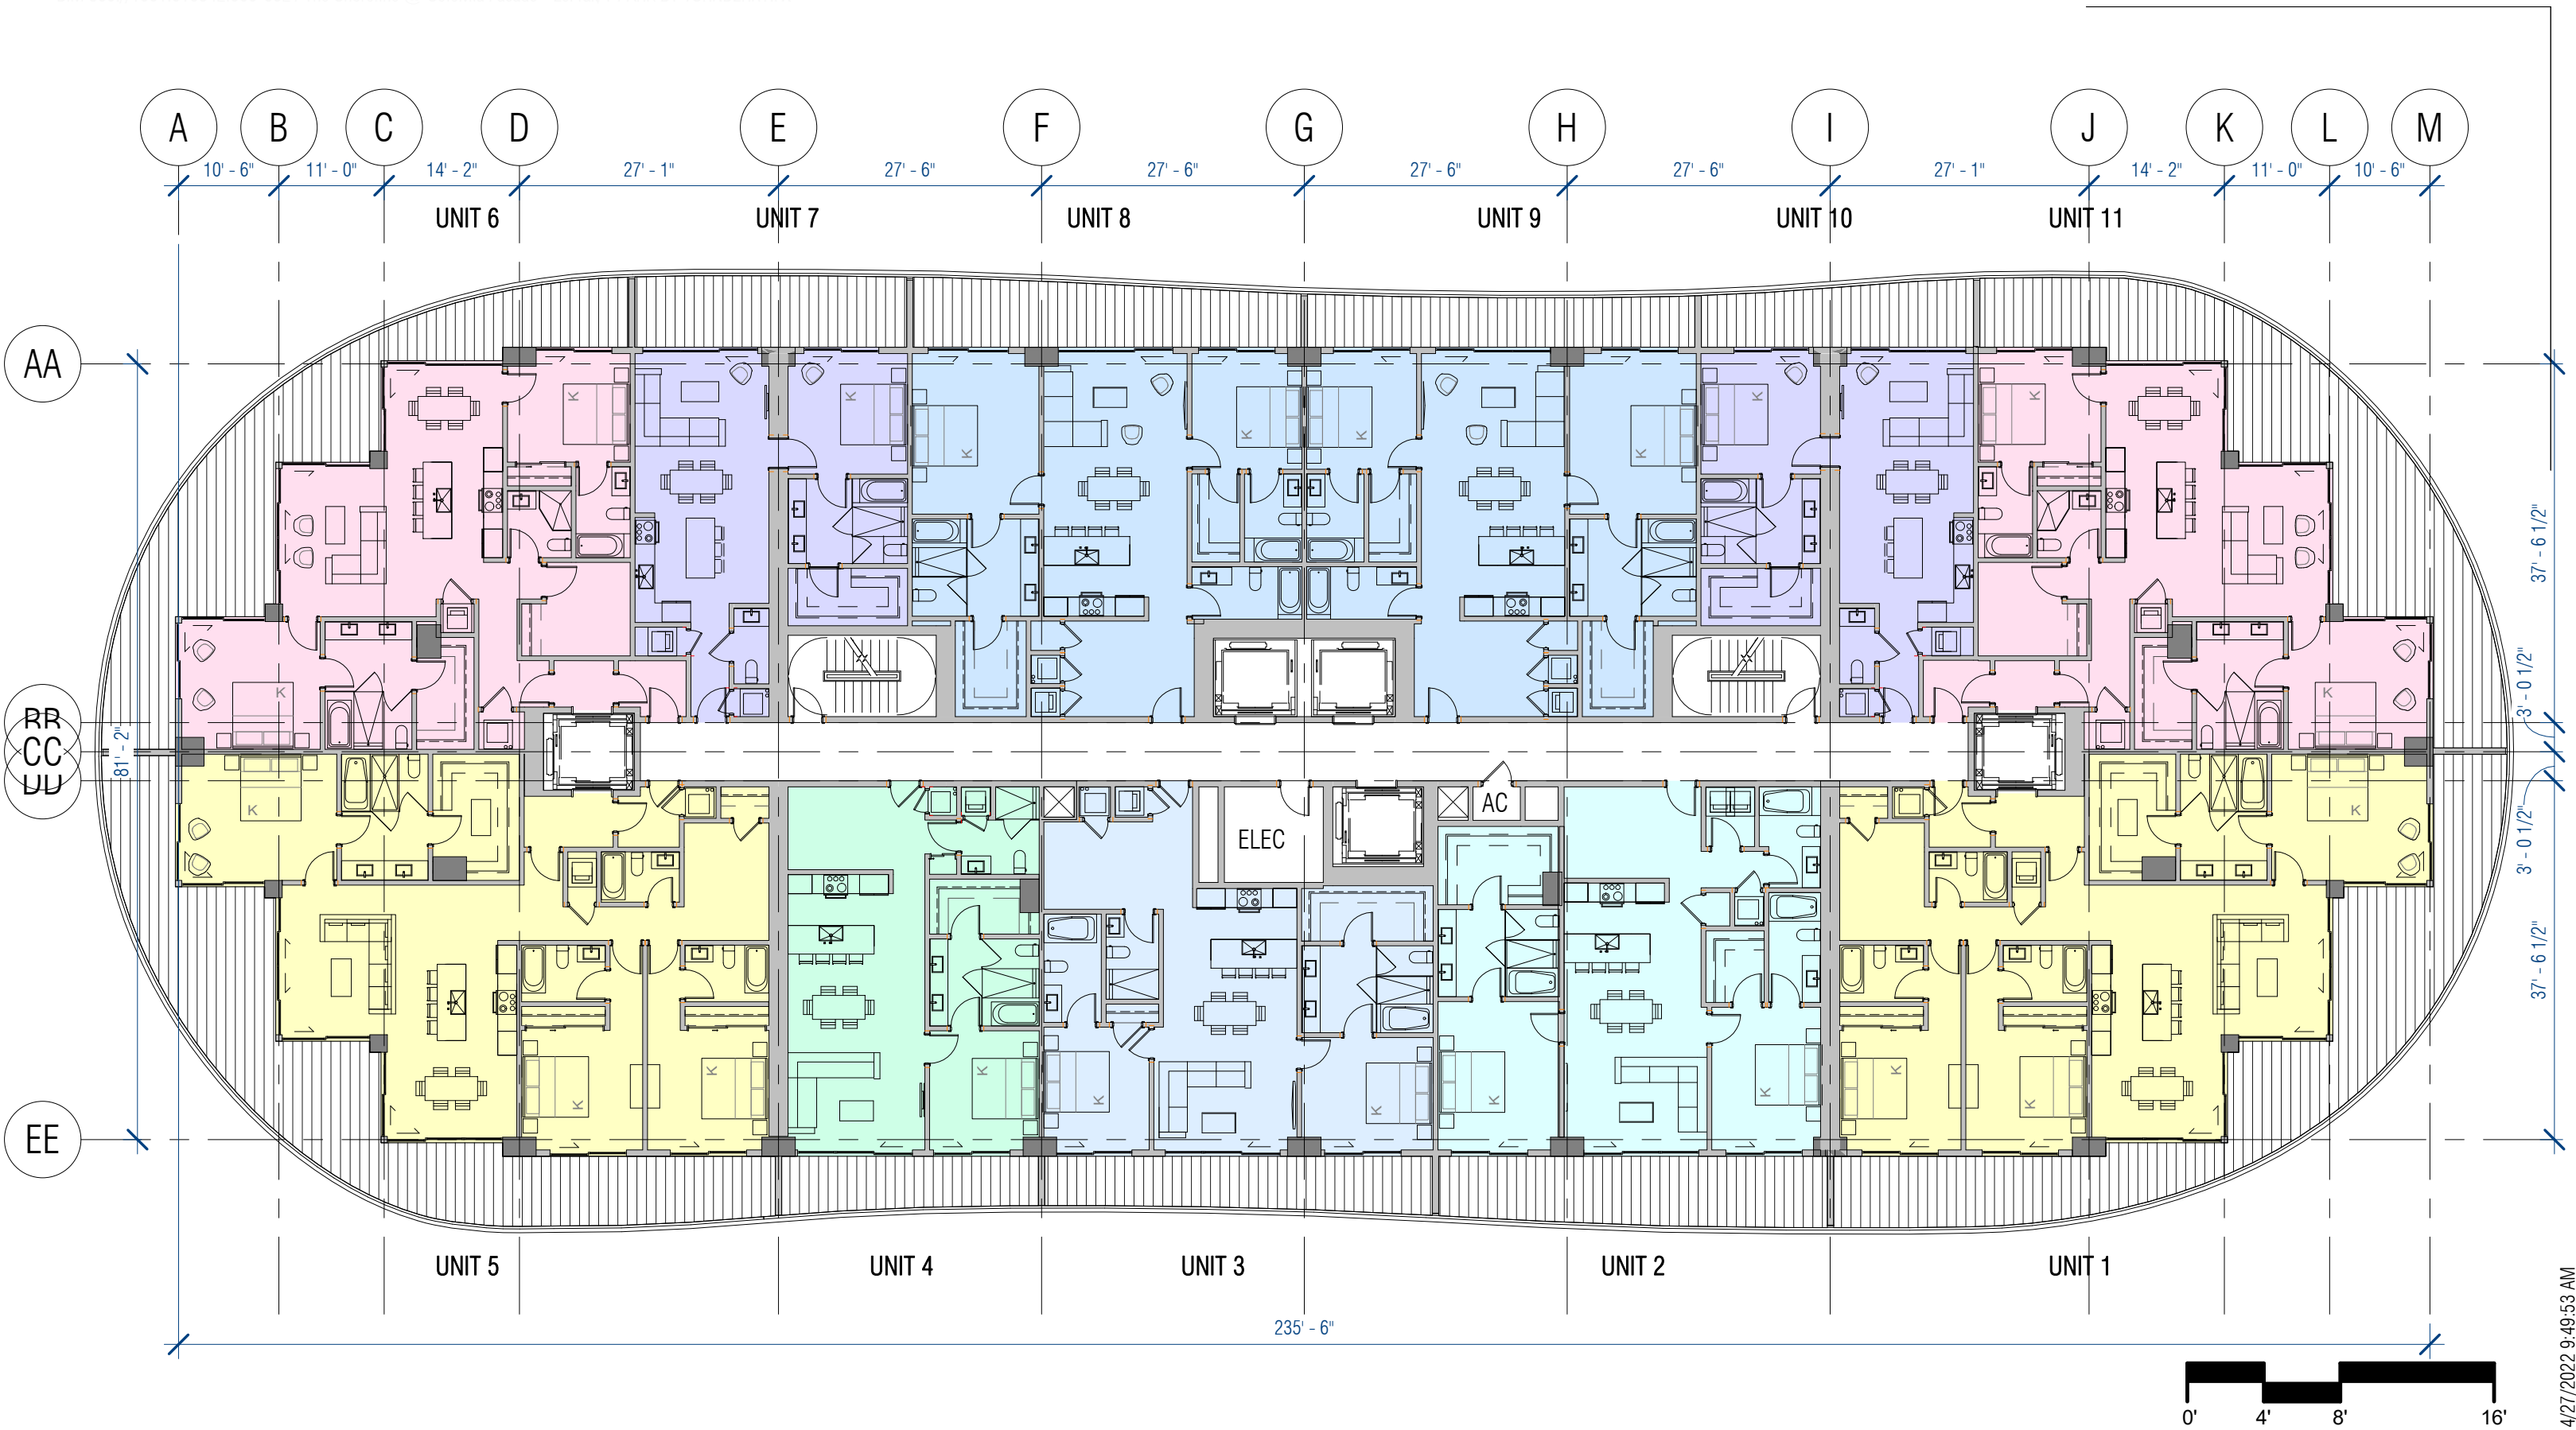 A B C D E F G H I J K L M
10' - 6" 11' - 0" 14' - 2" 27' - 1" 27' - 6" 27' - 6" 27' - 6" 27' - 6" 27' - 1" 14' - 2" 11' - 0" 10' - 6"
UNIT 6 UNIT 7 UNIT 8 UNIT 9 UNIT 10 UNIT 11
AA
K K K K K K K K
37' - 6 1/2"
K K
3' - 0 1/2"
CC
81' - 2"
K K
3' - 0 1/2"
AC
ELEC
37' - 6 1/2"
K K K K K K K K K
EE
UNIT 5 UNIT 4 UNIT 3 UNIT 2 UNIT 1
235' - 6"
0' 4' 8' 16'
4/27/2022 9:49:53 AM